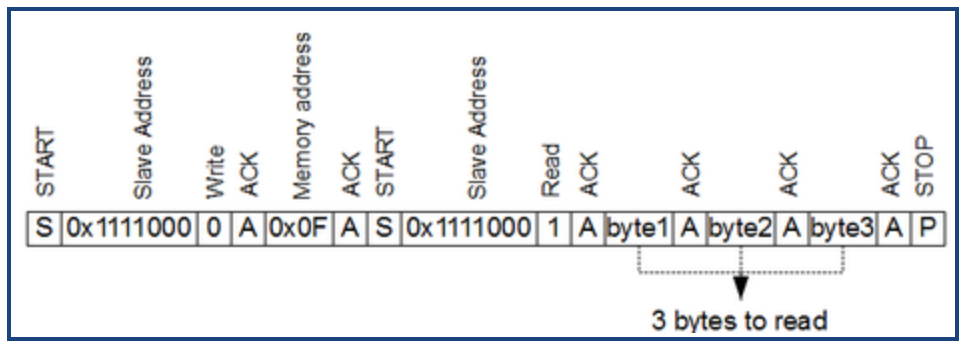 START Slave Address Write ACK Memory address ACK START Slave Address Read ACK ACK ACK ACK STOP
S 0x1111000 0 A 0x0F A S 0x1111000 1 A byte1 A byte2 A byte3 A P
3 bytes to read